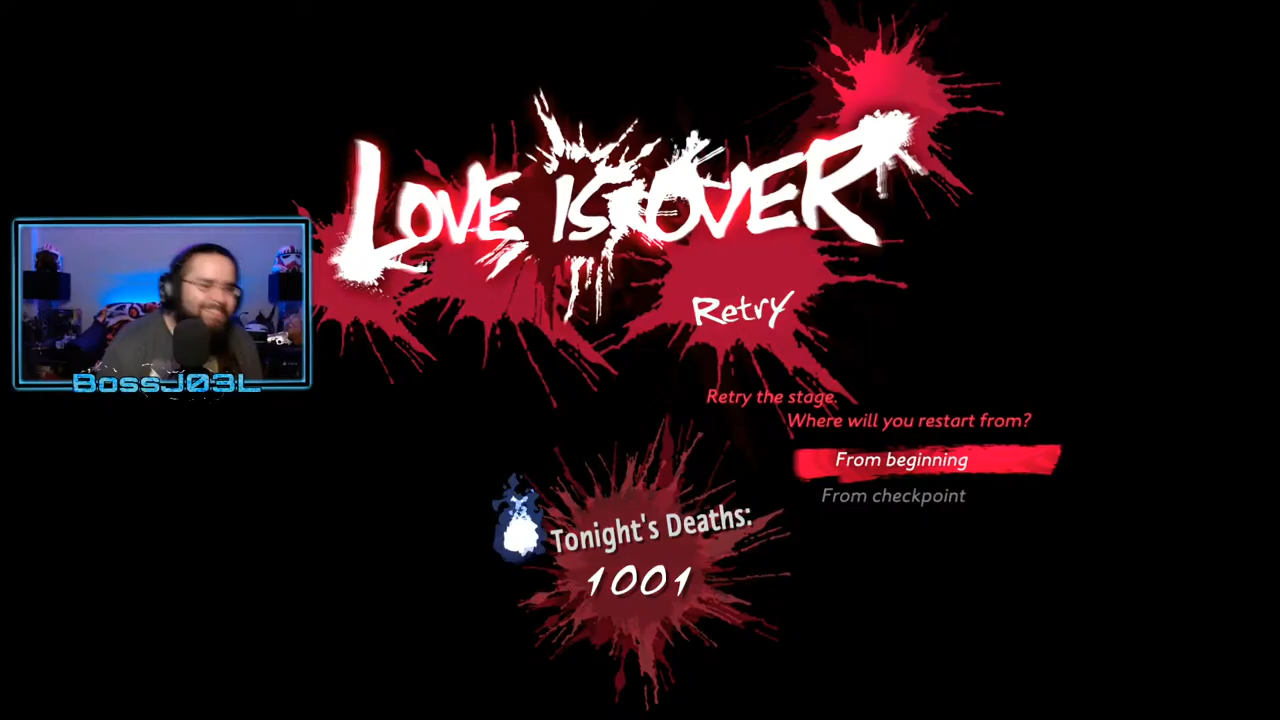 LOVE IS OVER
Retry
BossJ03L
Retry the stage.
Where will you restart from?
From beginning
From checkpoint
Tonight's Deaths:
1001